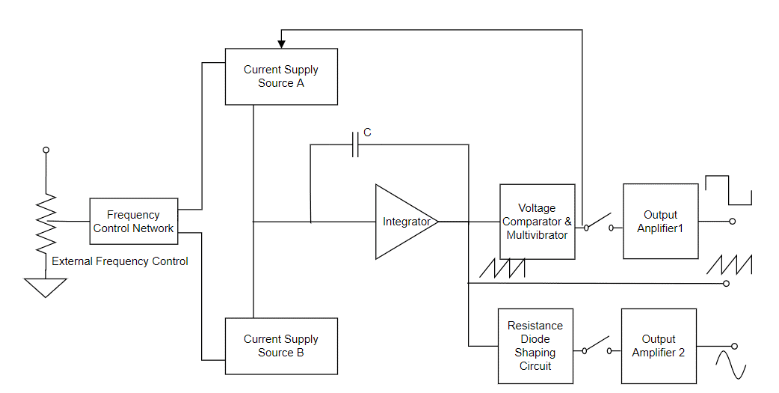 Current Supply
Source A
C
Frequency
Control Network
Integrator
Voltage
Comparator &
Multivibrator
Output
Anplifier1
External Frequency Control
Current Supply
Source B
Resistance
Diode
Shaping
Circuit
Output
Amplifier 2